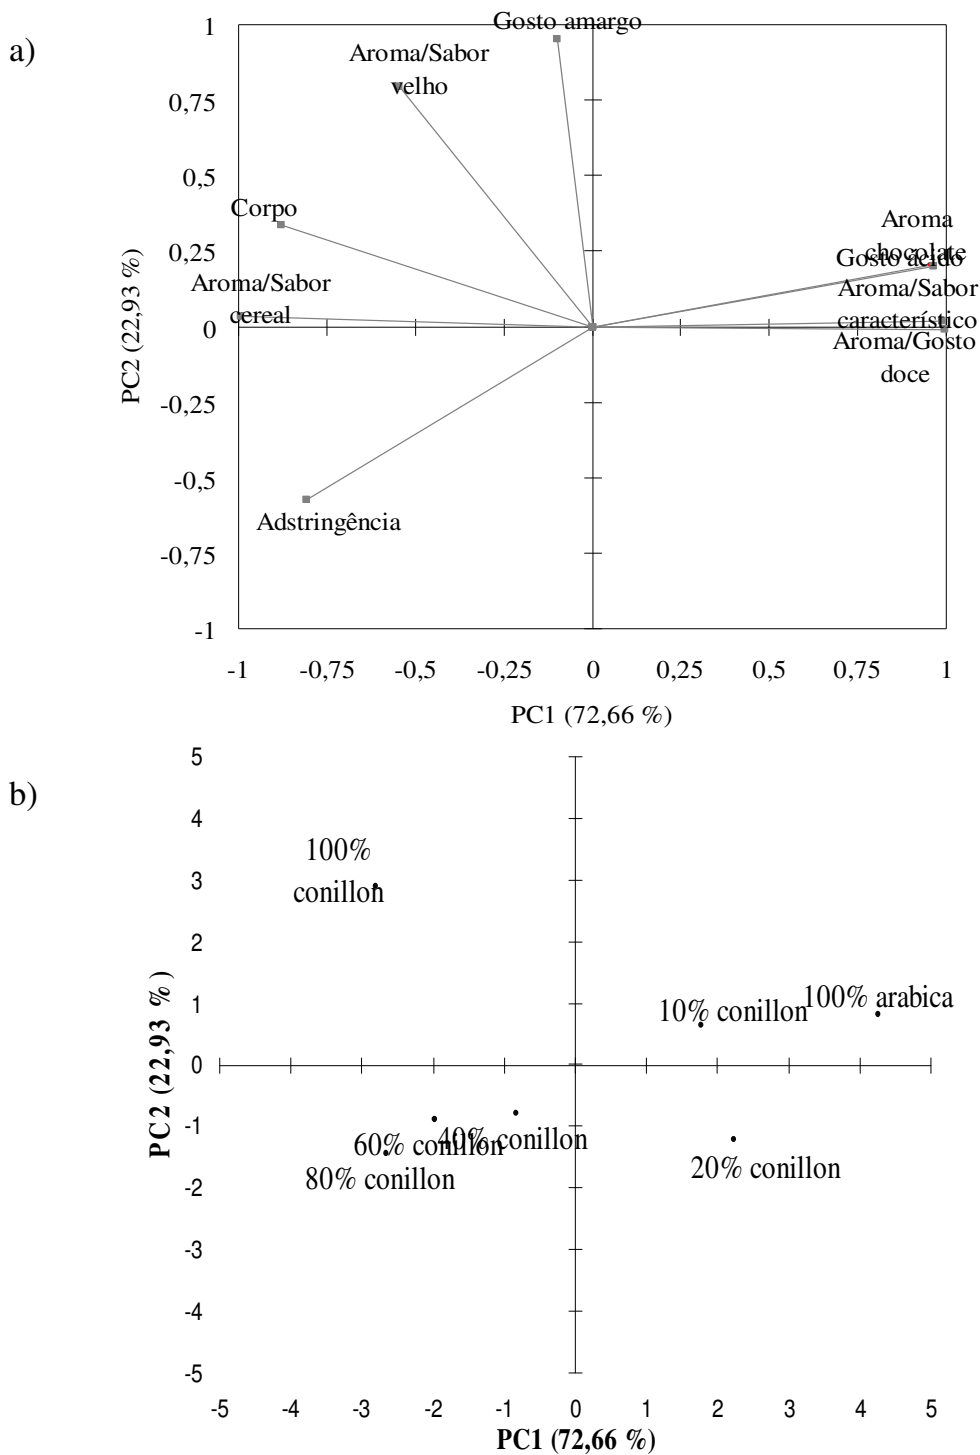 a)
Gosto amargo
Aroma/Sabor
velho
Corpo
Aroma/Sabor
cereal
Aroma
chocolate
Gosto ácido
Aroma/Sabor
característico
Aroma/Gosto
doce
Adstringência
1
0,75
0,5
0,25
0
-0,25
-0,5
-0,75
-1
PC2 (22,93 %)
-1 -0,75 -0,5 -0,25 0 0,25 0,5 0,75 1
PC1 (72,66 %)
b)
5
4
3
2
1
0
-1
-2
-3
-4
-5
PC2 (22,93 %)
100%
conillon
10% conillon
100% arabica
60% conillon
40% conillon
80% conillon
20% conillon
-5 -4 -3 -2 -1 0 1 2 3 4 5
PC1 (72,66 %)